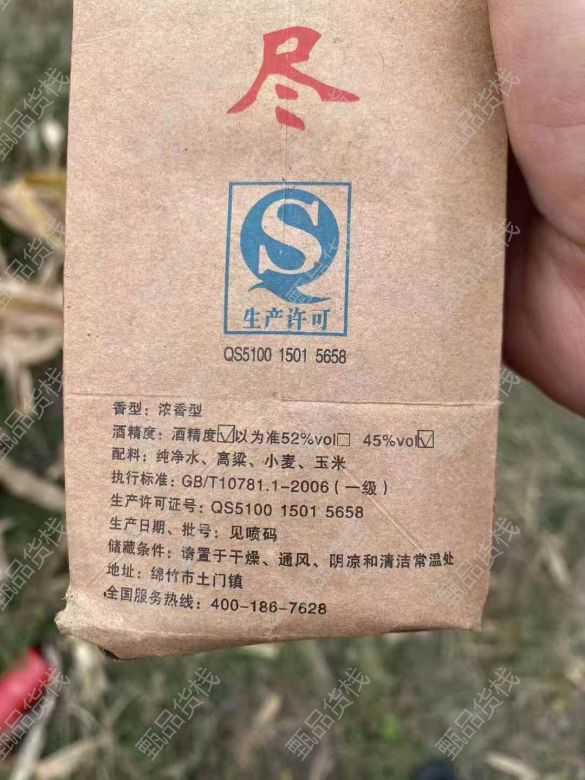 尽
S
生产许可
QS5100 1501 5658
香型：浓香型
酒精度：酒精度☑以为准52%vol☐ 45%vol☑
配料：纯净水、高粱、小麦、玉米
执行标准：GB/T10781.1-2006（一级）
生产许可证号：QS5100 1501 5658
生产日期、批号：见喷码
储藏条件：请置于干燥、通风、阴凉和清洁常温处
地址：绵竹市土门镇
全国服务热线：400-186-7628
甄品货栈